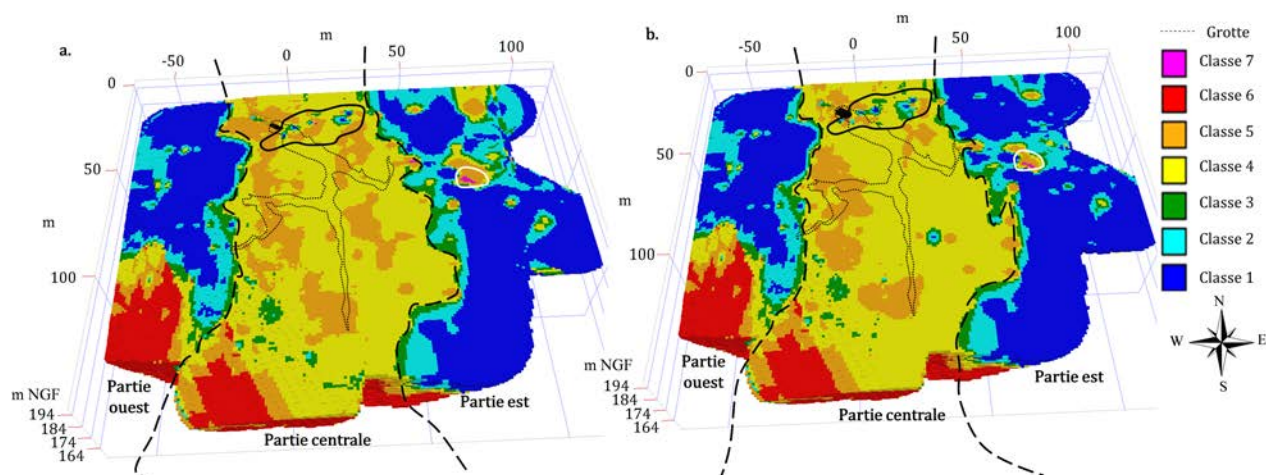 a.
m
-50
0
50
100
0
50
m
100
m NGF
194
184
174
164
Partie
ouest
Partie centrale
Partie est
b.
m
-50
0
50
100
0
50
m
100
m NGF
194
184
174
164
Partie
ouest
Partie centrale
Partie est
Grotte
Classe 7
Classe 6
Classe 5
Classe 4
Classe 3
Classe 2
Classe 1
N
W E
S